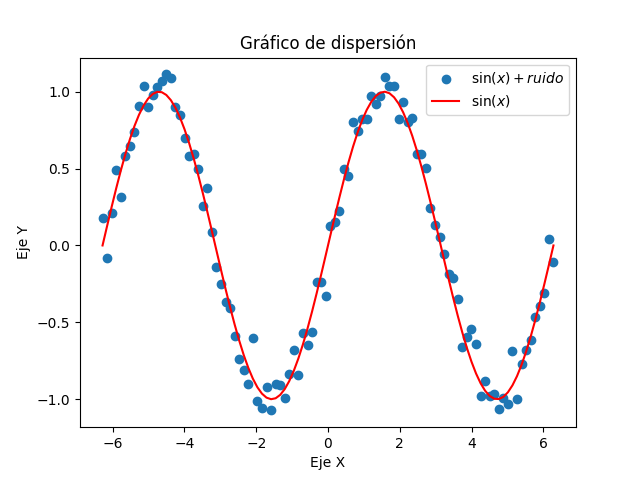 Gráfico de dispersión
sin(x) + ruido
sin(x)
Eje Y
1.0
0.5
0.0
−0.5
−1.0
−6 −4 −2 0 2 4 6
Eje X